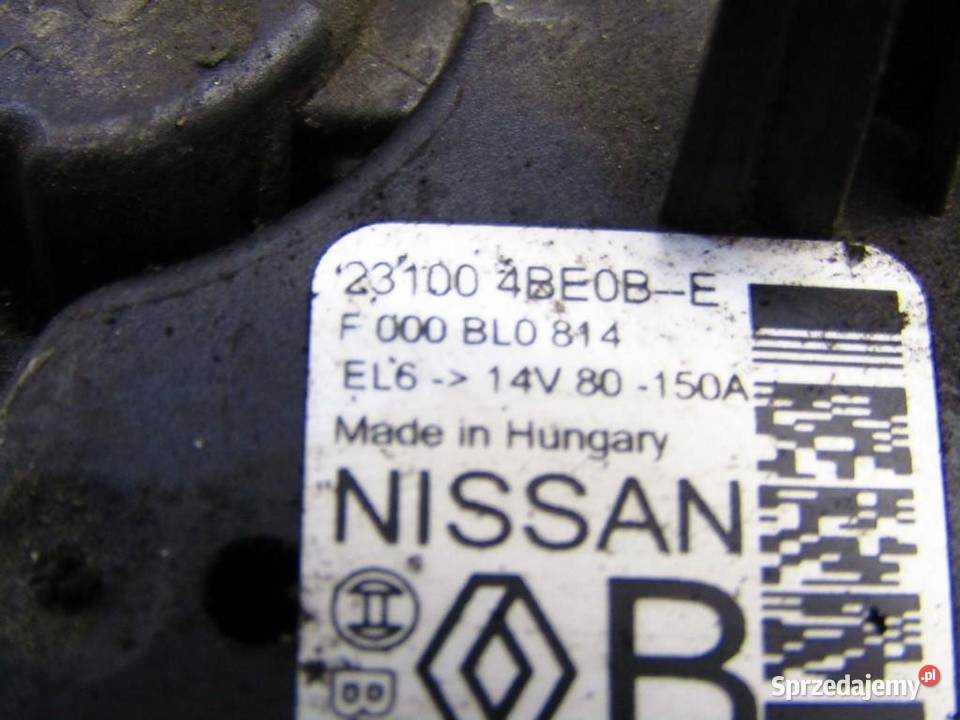 23100 4BE0B--E
F 000 BL0 814
EL6 -> 14V 80 -150A
Made in Hungary
NISSAN
B
B
Sprzedajemy.pl